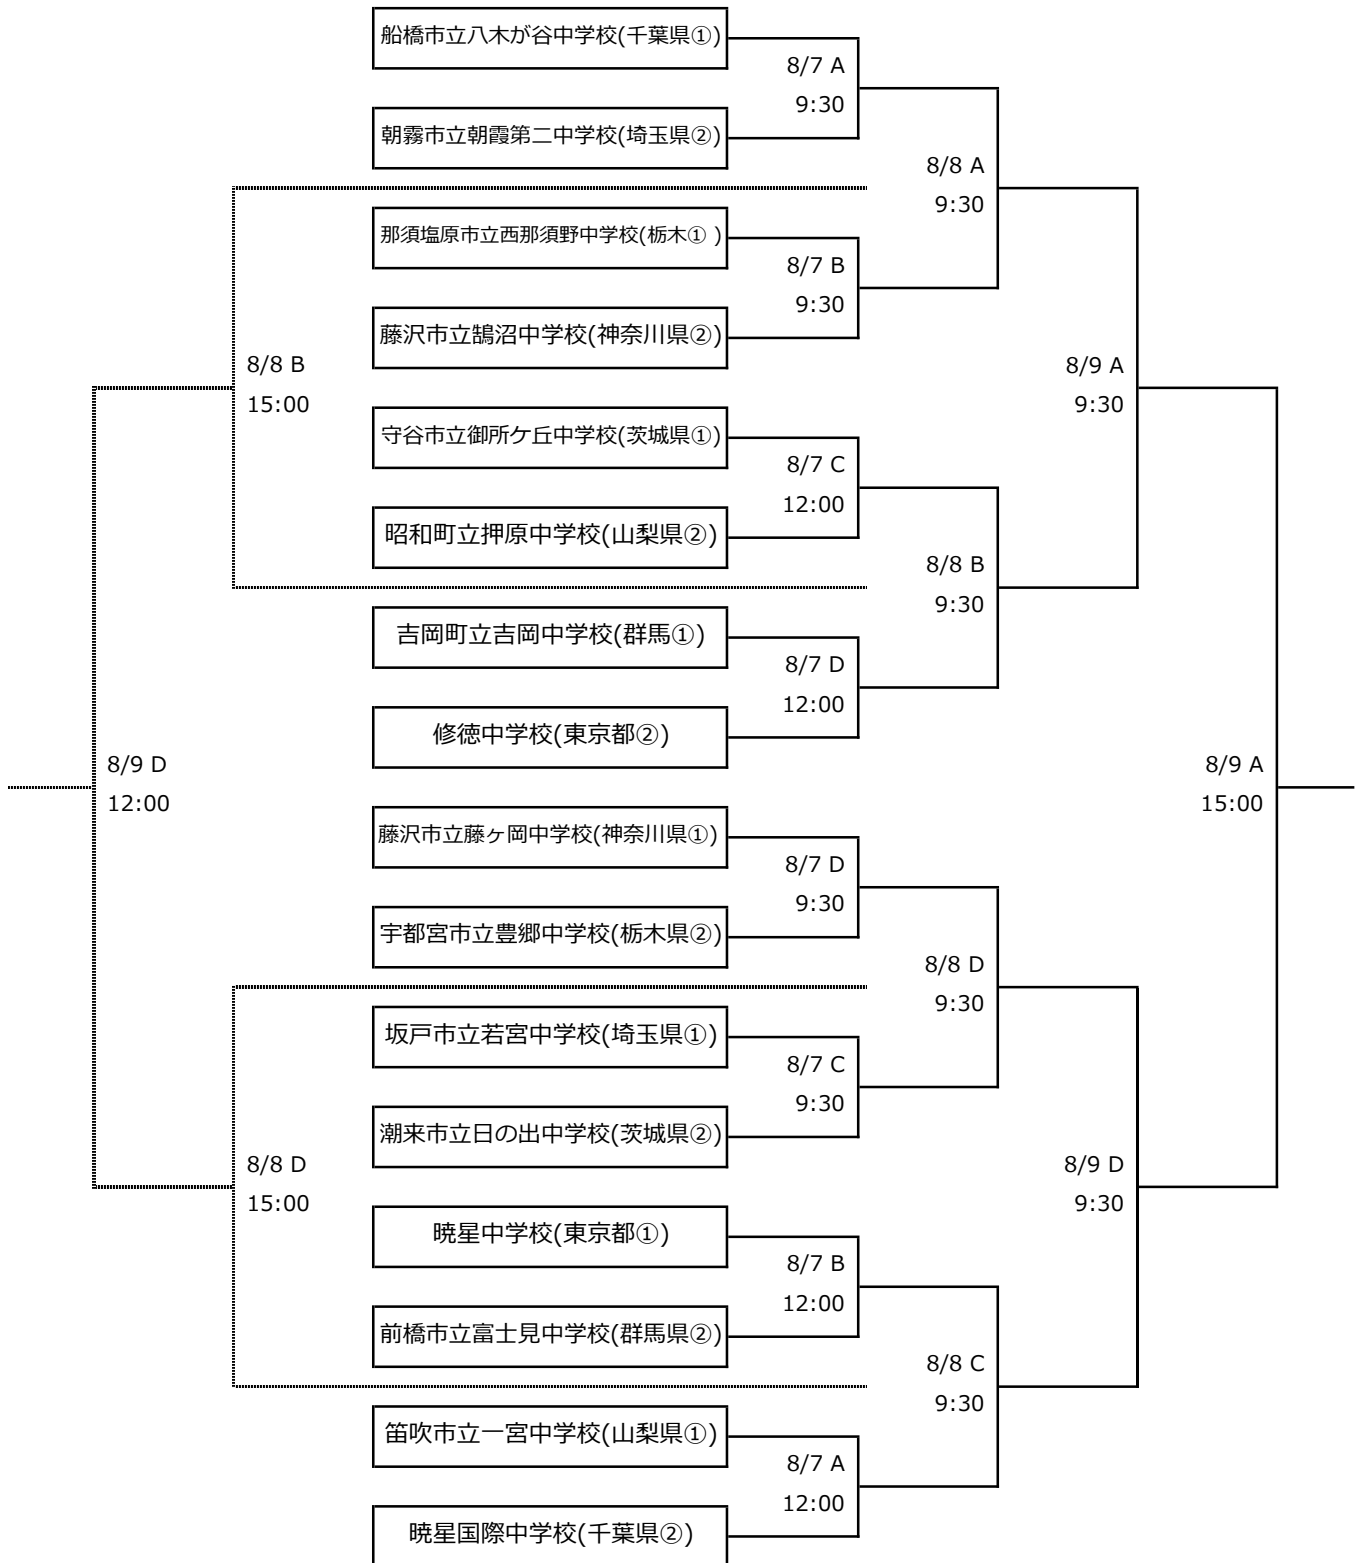 船橋市立八木が谷中学校(千葉県①)
8/7 A
9:30
朝霧市立朝霞第二中学校(埼玉県②)
8/8 A
9:30
那須塩原市立西那須野中学校(栃木① )
8/7 B
9:30
藤沢市立鵠沼中学校(神奈川県②)
8/8 B
15:00
8/9 A
9:30
守谷市立御所ケ丘中学校(茨城県①)
8/7 C
12:00
昭和町立押原中学校(山梨県②)
8/8 B
9:30
吉岡町立吉岡中学校(群馬①)
8/7 D
12:00
修徳中学校(東京都②)
8/9 D
12:00
8/9 A
15:00
藤沢市立藤ヶ岡中学校(神奈川県①)
8/7 D
9:30
宇都宮市立豊郷中学校(栃木県②)
8/8 D
9:30
坂戸市立若宮中学校(埼玉県①)
8/7 C
9:30
潮来市立日の出中学校(茨城県②)
8/8 D
15:00
8/9 D
9:30
暁星中学校(東京都①)
8/7 B
12:00
前橋市立富士見中学校(群馬県②)
8/8 C
9:30
笛吹市立一宮中学校(山梨県①)
8/7 A
12:00
暁星国際中学校(千葉県②)